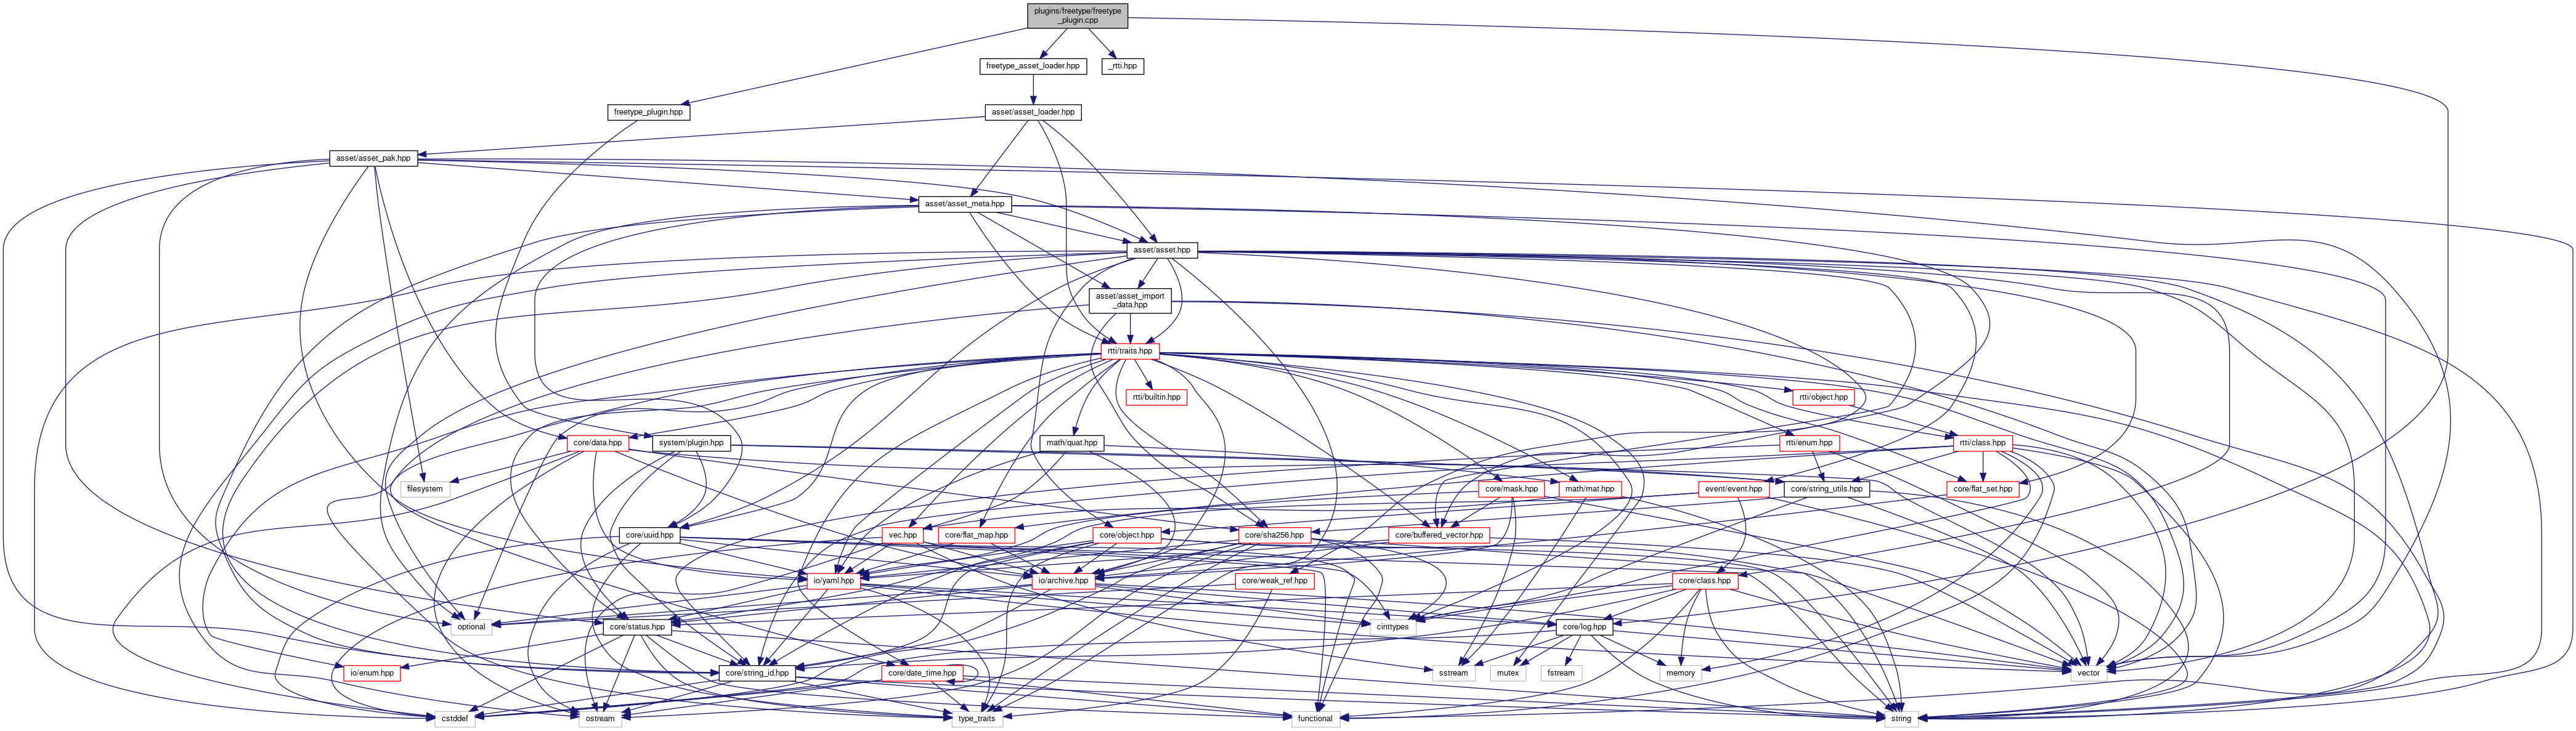 plugins/freetype/freetype
_plugin.cpp
freetype_asset_loader.hpp
_rtti.hpp
freetype_plugin.hpp
asset/asset_loader.hpp
asset/asset_pak.hpp
asset/asset_meta.hpp
asset/asset.hpp
asset/asset_import
_data.hpp
rtti/traits.hpp
rtti/builtin.hpp
rtti/object.hpp
core/data.hpp
system/plugin.hpp
math/quat.hpp
rtti/enum.hpp
rtti/class.hpp
filesystem
core/mask.hpp
math/mat.hpp
event/event.hpp
core/string_utils.hpp
core/flat_set.hpp
core/uuid.hpp
vec.hpp
core/flat_map.hpp
core/object.hpp
core/sha256.hpp
core/buffered_vector.hpp
io/yaml.hpp
io/archive.hpp
core/weak_ref.hpp
core/class.hpp
optional
core/status.hpp
cinttypes
core/log.hpp
io/enum.hpp
core/string_id.hpp
core/date_time.hpp
sstream
mutex
fstream
memory
vector
cstddef
ostream
type_traits
functional
string